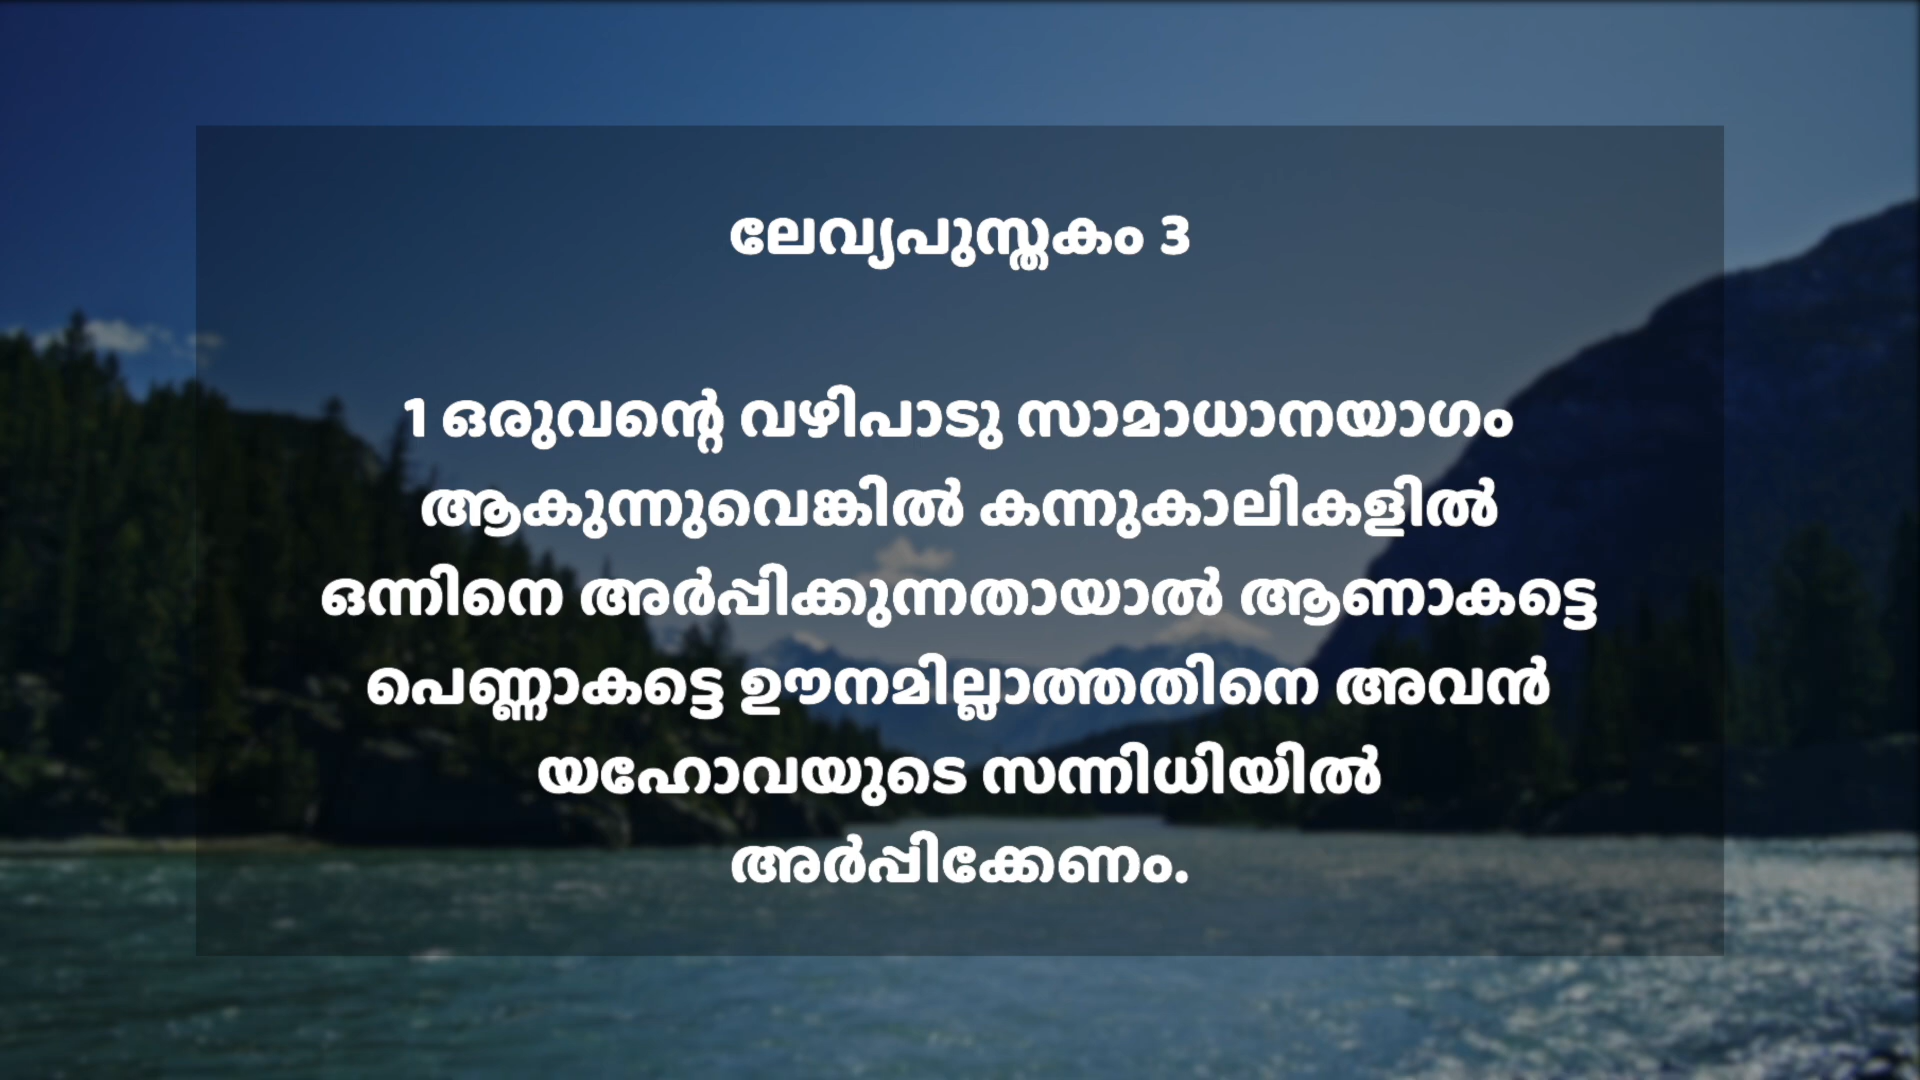 ലേവ്യപുസ്തകം 3
1 ഒരുവന്റെ വഴിപാടു സാമാധാനയാഗം
ആകുന്നുവെങ്കിൽ കന്നുകാലികളിൽ
ഒന്നിനെ അർപ്പിക്കുന്നതായാൽ ആണാകട്ടെ
പെണ്ണാകട്ടെ ഊനമില്ലാത്തതിനെ അവൻ
യഹോവയുടെ സന്നിധിയിൽ
അർപ്പിക്കേണം.